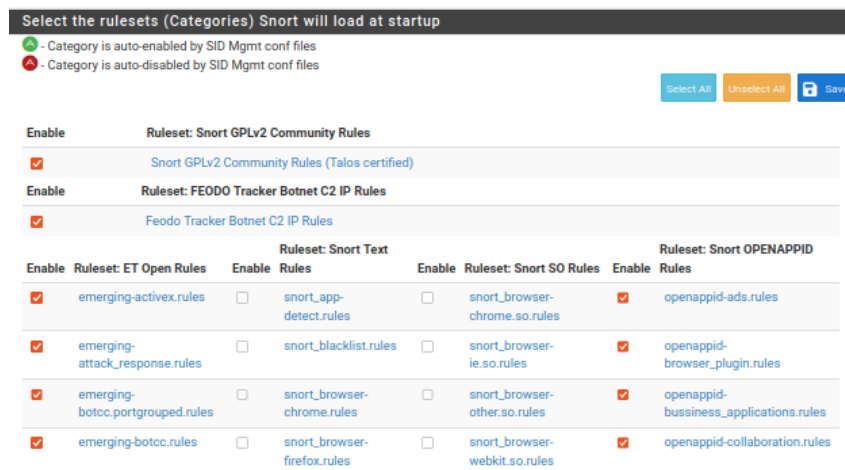 Select the rulesets (Categories) Snort will load at startup
A - Category is auto-enabled by SID Mgmt conf files
A - Category is auto-disabled by SID Mgmt conf files
Select All Unselect All Save
Enable Ruleset: Snort GPLv2 Community Rules
Snort GPLv2 Community Rules (Talos certified)
Enable Ruleset: FEODO Tracker Botnet C2 IP Rules
Feodo Tracker Botnet C2 IP Rules
Ruleset: Snort Text Ruleset: Snort OPENAPPID
Enable Ruleset: ET Open Rules Enable Rules Enable Ruleset: Snort SO Rules Enable Rules
emerging-activex.rules snort_app- snort_browser- openappid-ads.rules
detect.rules chrome.so.rules
emerging- snort_blacklist.rules snort_browser- openappid-
attack_response.rules ie.so.rules browser_plugin.rules
emerging- snort_browser- snort_browser- openappid-
botcc.portgrouped.rules chrome.rules other.so.rules bussiness_applications.rules
emerging-botcc.rules snort_browser- snort_browser- openappid-collaboration.rules
firefox.rules webkit.so.rules